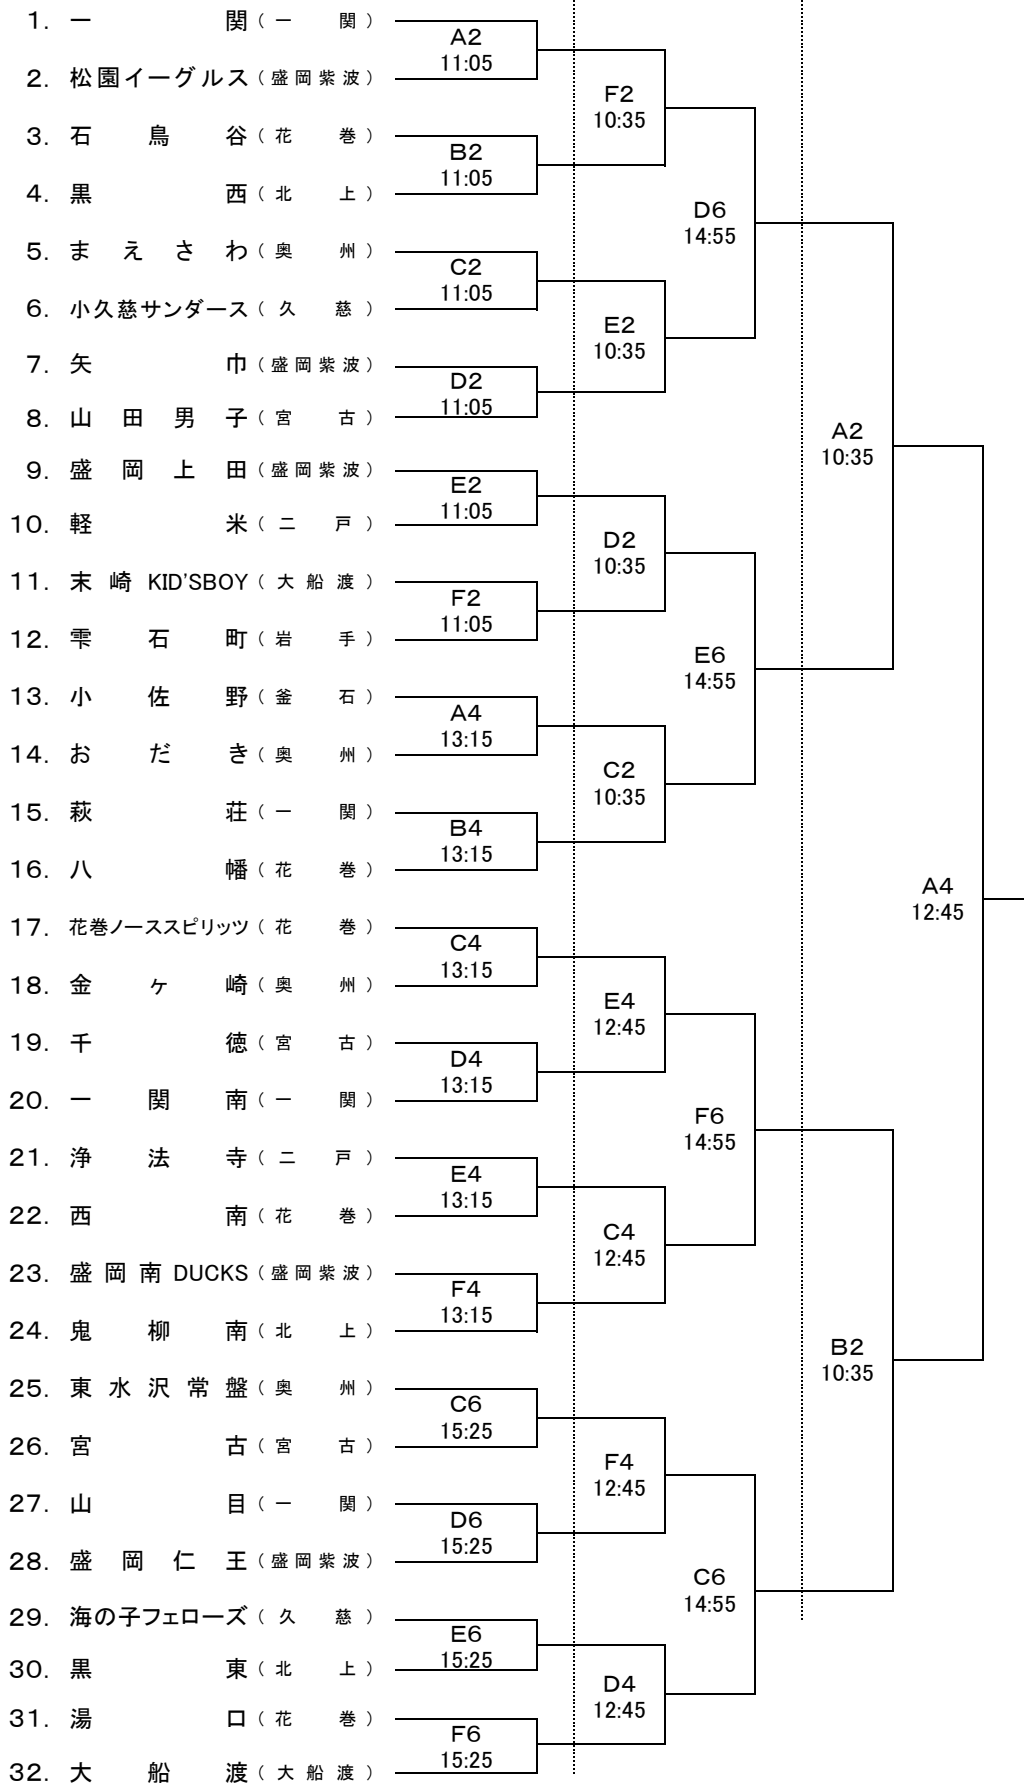 1. 一関（一関）
2. 松園イーグルス（盛岡紫波）
3. 石鳥谷（花巻）
4. 黒西（北上）
5. まえさわ（奥州）
6. 小久慈サンダース（久慈）
7. 矢巾（盛岡紫波）
8. 山田男子（宮古）
9. 盛岡上田（盛岡紫波）
10. 軽米（二戸）
11. 末崎KID'SBOY（大船渡）
12. 雫石町（岩手）
13. 小佐野（釜石）
14. おだき（奥州）
15. 萩荘（一関）
16. 八幡（花巻）
17. 花巻ノーススピリッツ（花巻）
18. 金ヶ崎（奥州）
19. 千徳（宮古）
20. 一関南（一関）
21. 浄法寺（二戸）
22. 西南（花巻）
23. 盛岡南DUCKS（盛岡紫波）
24. 鬼柳南（北上）
25. 東水沢常盤（奥州）
26. 宮古（宮古）
27. 山目（一関）
28. 盛岡仁王（盛岡紫波）
29. 海の子フェローズ（久慈）
30. 黒東（北上）
31. 湯口（花巻）
32. 大船渡（大船渡）
A2
11:05
B2
11:05
C2
11:05
D2
11:05
E2
11:05
F2
11:05
A4
13:15
B4
13:15
C4
13:15
D4
13:15
E4
13:15
F4
13:15
C6
15:25
D6
15:25
E6
15:25
F6
15:25
F2
10:35
E2
10:35
D2
10:35
C2
10:35
E4
12:45
C4
12:45
F4
12:45
D4
12:45
D6
14:55
E6
14:55
F6
14:55
C6
14:55
A2
10:35
B2
10:35
A4
12:45